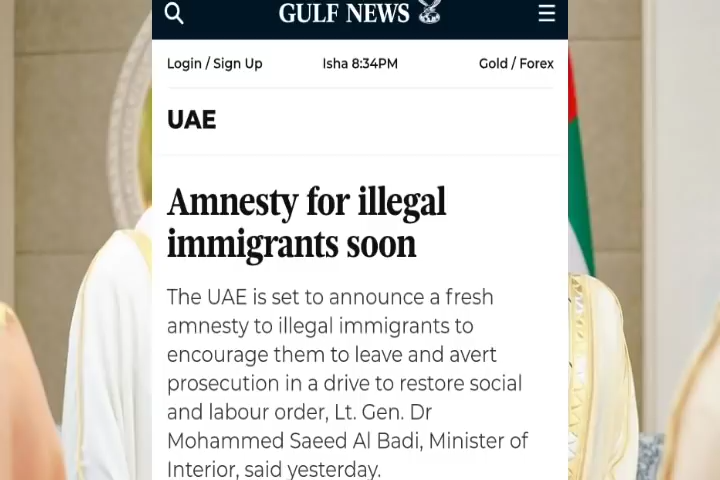 GULF NEWS
Login / Sign Up Isha 8:34PM Gold / Forex
UAE
Amnesty for illegal
immigrants soon
The UAE is set to announce a fresh
amnesty to illegal immigrants to
encourage them to leave and avert
prosecution in a drive to restore social
and labour order, Lt. Gen. Dr
Mohammed Saeed Al Badi, Minister of
Interior, said yesterday.